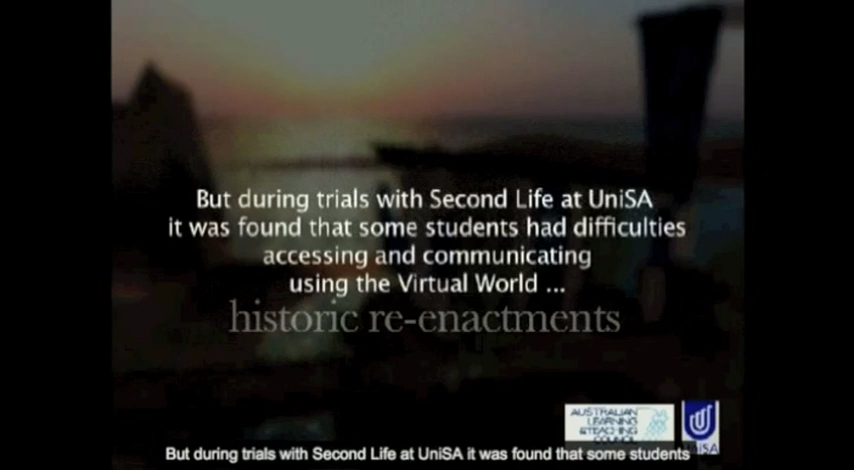 But during trials with Second Life at UniSA
it was found that some students had difficulties
accessing and communicating
using the Virtual World ...
historic re-enactments
AUSTRALIAN
LEARNING
& TEACHING
COUNCIL
UniSA
But during trials with Second Life at UniSA it was found that some students